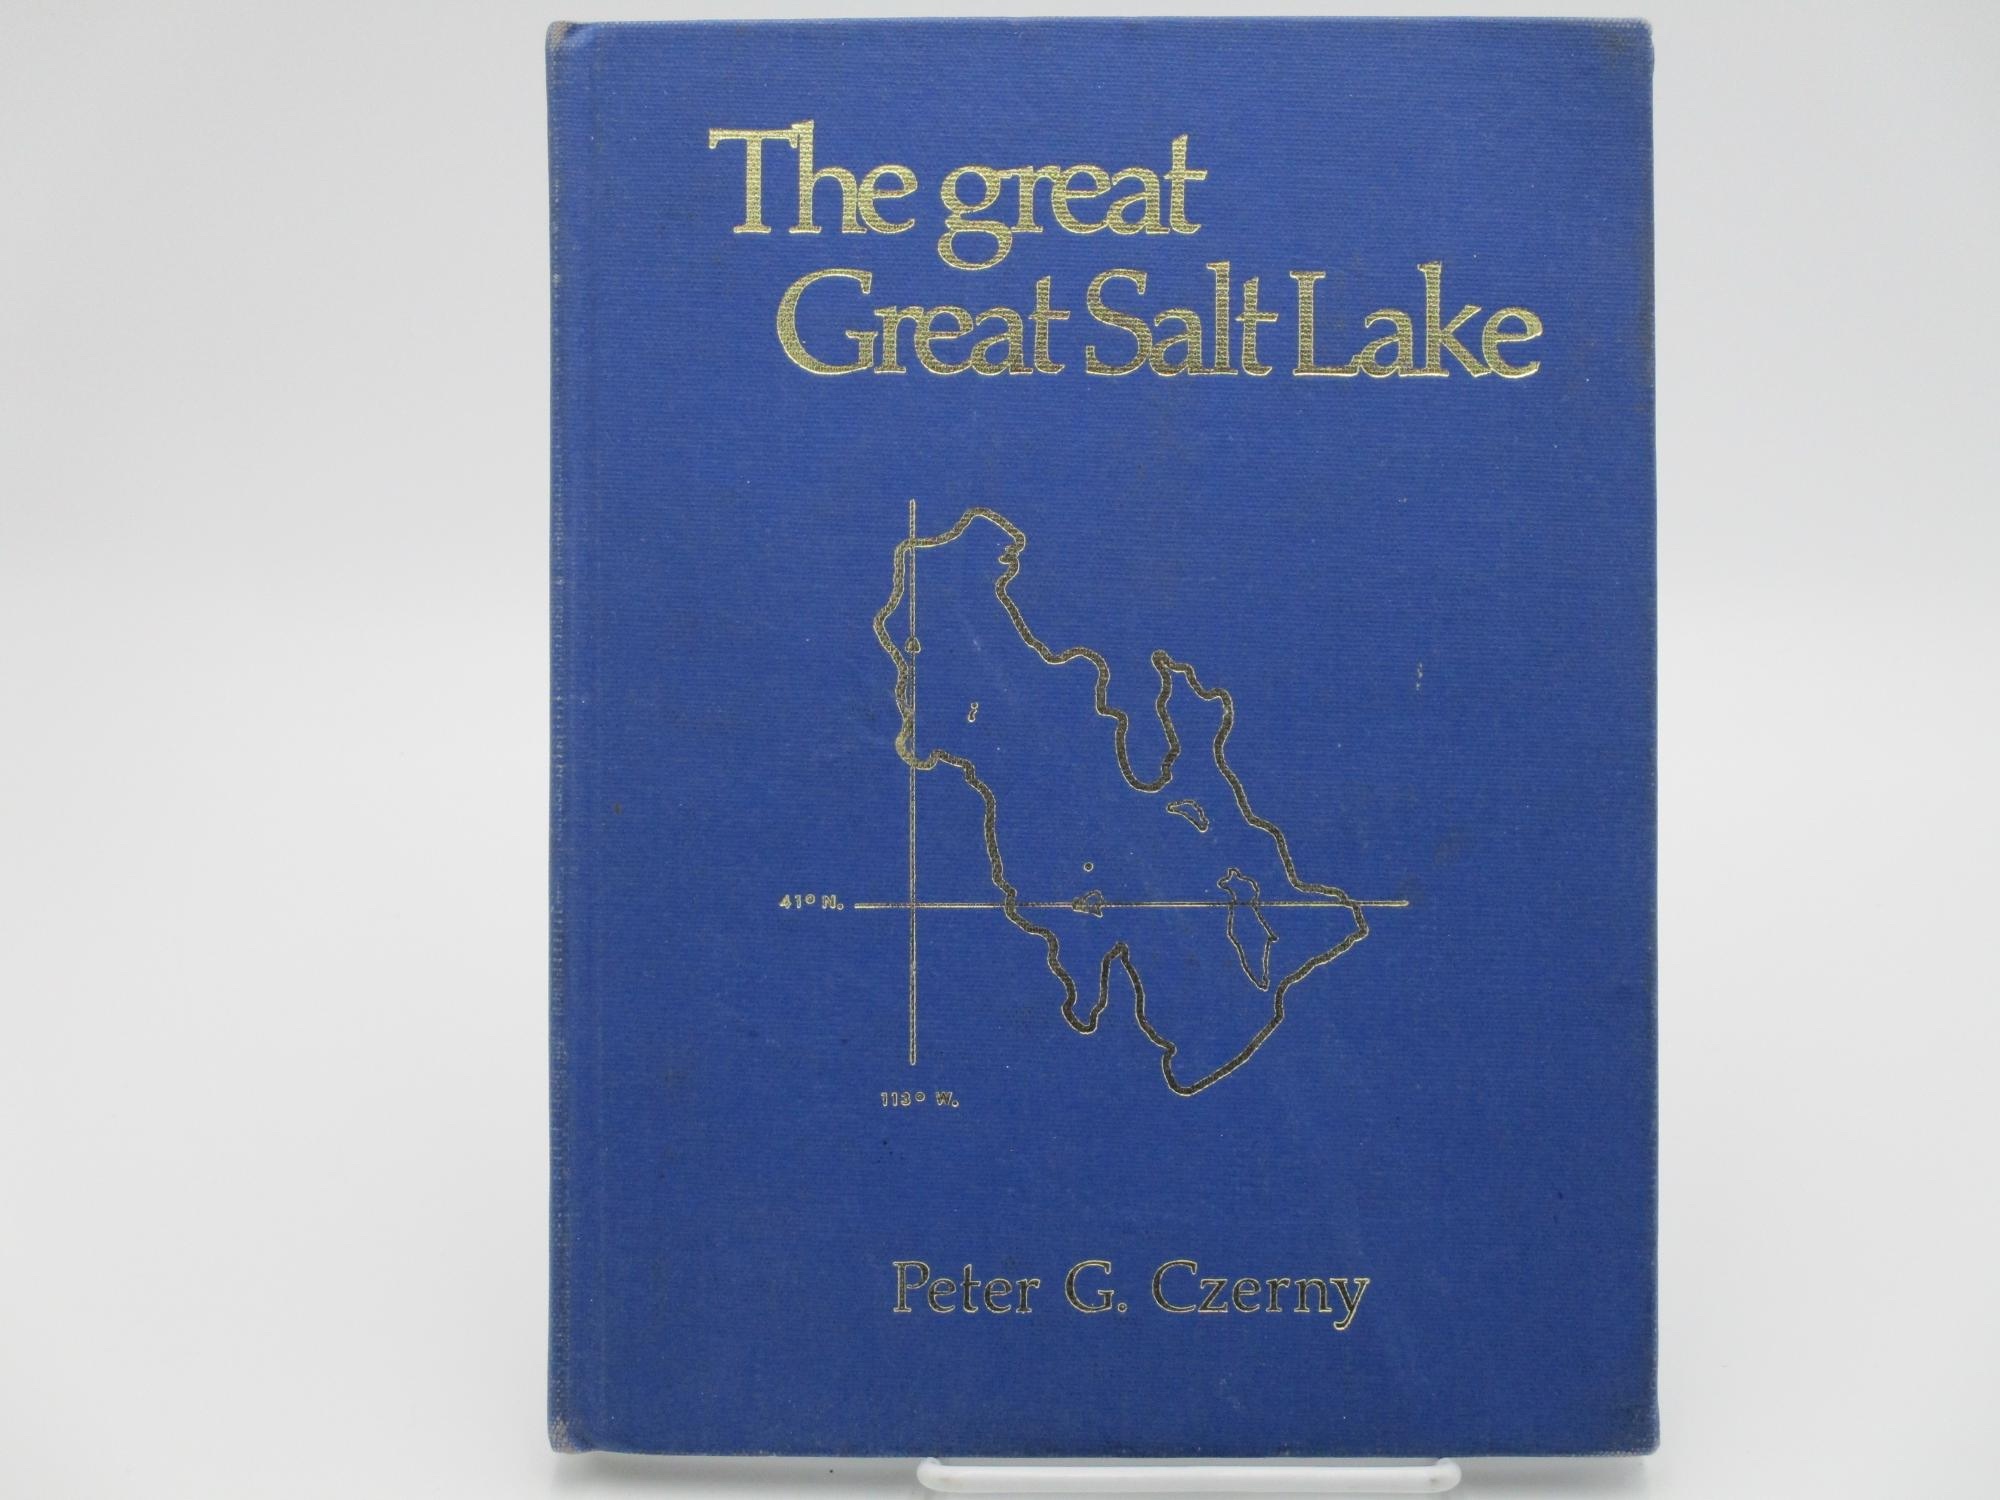 The great
Great Salt Lake
41° N.
113° W.
Peter G. Czerny